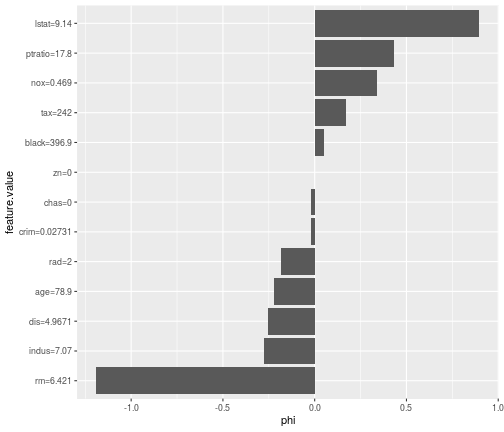 lstat=9.14
ptratio=17.8
nox=0.469
tax=242
black=396.9
zn=0
chas=0
crim=0.02731
rad=2
age=78.9
dis=4.9671
indus=7.07
rm=6.421
feature.value
-1.0 -0.5 0.0 0.5 1.0
phi